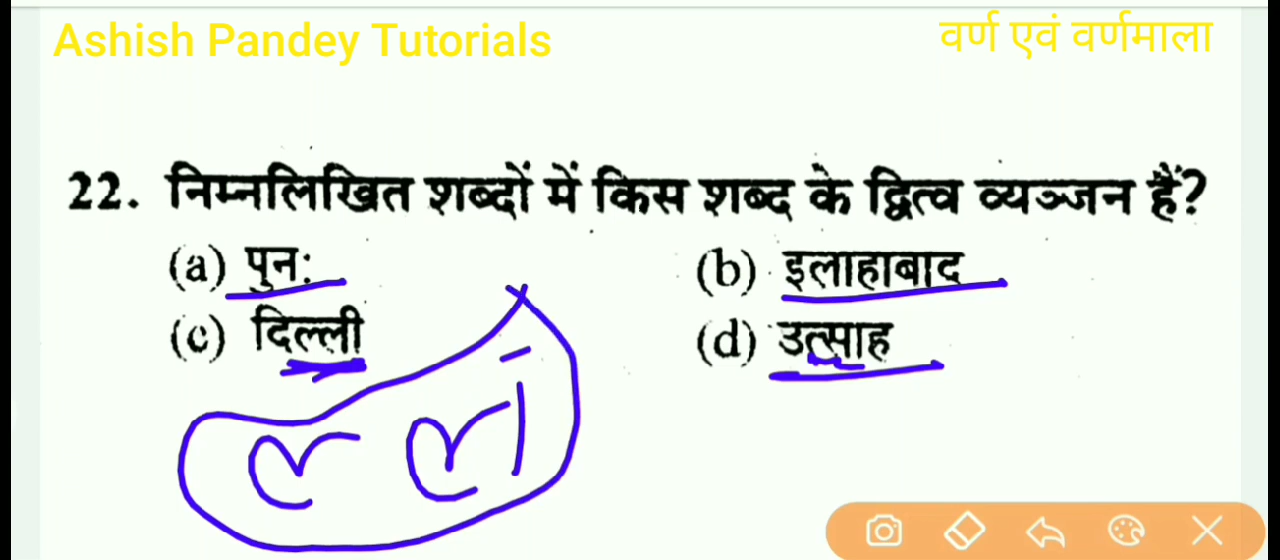 Ashish Pandey Tutorials वर्ण एवं वर्णमाला
22. निम्नलिखित शब्दों में किस शब्द के द्वित्व व्यञ्जन हैं?
(a) पुनः (b) इलाहाबाद
(c) दिल्ली (d) उत्साह
ल्ल